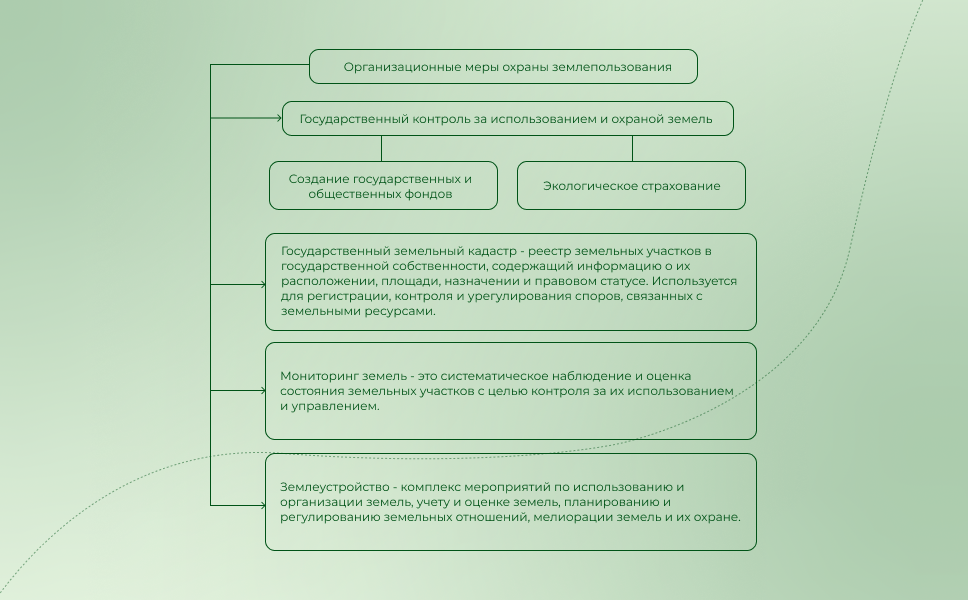 Организационные меры охраны землепользования
Государственный контроль за использованием и охраной земель
Создание государственных и
общественных фондов
Экологическое страхование
Государственный земельный кадастр - реестр земельных участков в
государственной собственности, содержащий информацию о их
расположении, площади, назначении и правовом статусе. Используется
для регистрации, контроля и урегулирования споров, связанных с
земельными ресурсами.
Мониторинг земель - это систематическое наблюдение и оценка
состояния земельных участков с целью контроля за их использованием
и управлением.
Землеустройство - комплекс мероприятий по использованию и
организации земель, учету и оценке земель, планированию и
регулированию земельных отношений, мелиорации земель и их охране.